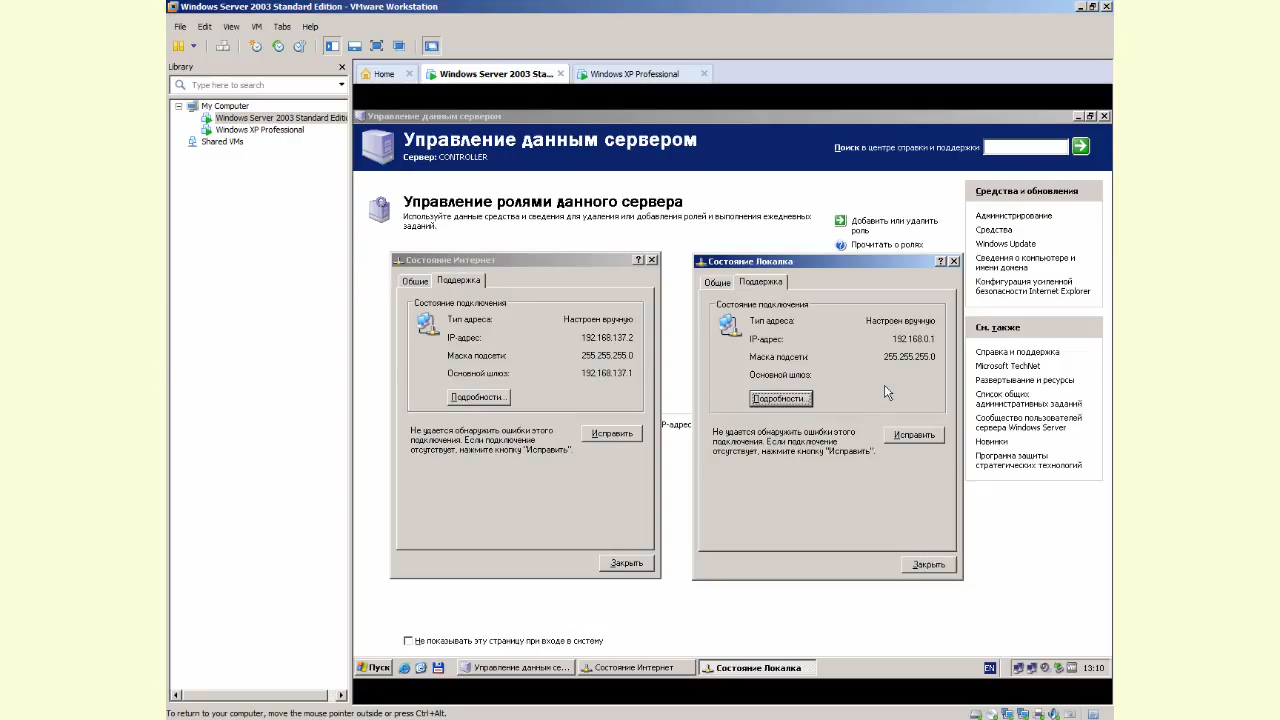 Windows Server 2003 Standard Edition - VMware Workstation
File Edit View VM Tabs Help
Library
Type here to search
My Computer
Windows Server 2003 Standard Editi
Windows XP Professional
Shared VMs
Home
Windows Server 2003 Sta...
Windows XP Professional
Управление данным сервером
Управление данным сервером
Сервер: CONTROLLER
Поиск в центре справки и поддержки
Управление ролями данного сервера
Используйте данные средства и сведения для удаления или добавления ролей и выполнения ежедневных
заданий.
Добавить или удалить
роль
Прочитать о ролях
Средства и обновления
Администрирование
Средства
Windows Update
Сведения о компьютере и
имени домена
Конфигурация усиленной
безопасности Internet Explorer
См. также
Справка и поддержка
Microsoft TechNet
Развертывание и ресурсы
Список общих
административных заданий
Сообщество пользователей
сервера Windows Server
Новинки
Программа защиты
стратегических технологий
Состояние Интернет
Общие Поддержка
Состояние подключения
Тип адреса: Настроен вручную
IP-адрес: 192.168.137.2
Маска подсети: 255.255.255.0
Основной шлюз: 192.168.137.1
Подробности...
Не удается обнаружить ошибки этого
подключения. Если подключение
отсутствует, нажмите кнопку "Исправить".
Исправить
Закрыть
P-адрес
Состояние Локалка
Общие Поддержка
Состояние подключения
Тип адреса: Настроен вручную
IP-адрес: 192.168.0.1
Маска подсети: 255.255.255.0
Основной шлюз:
Подробности...
Не удается обнаружить ошибки этого
подключения. Если подключение
отсутствует, нажмите кнопку "Исправить".
Исправить
Закрыть
Не показывать эту страницу при входе в систему
Пуск
Управление данным се...
Состояние Интернет
Состояние Локалка
EN
13:10
To return to your computer, move the mouse pointer outside or press Ctrl+Alt.